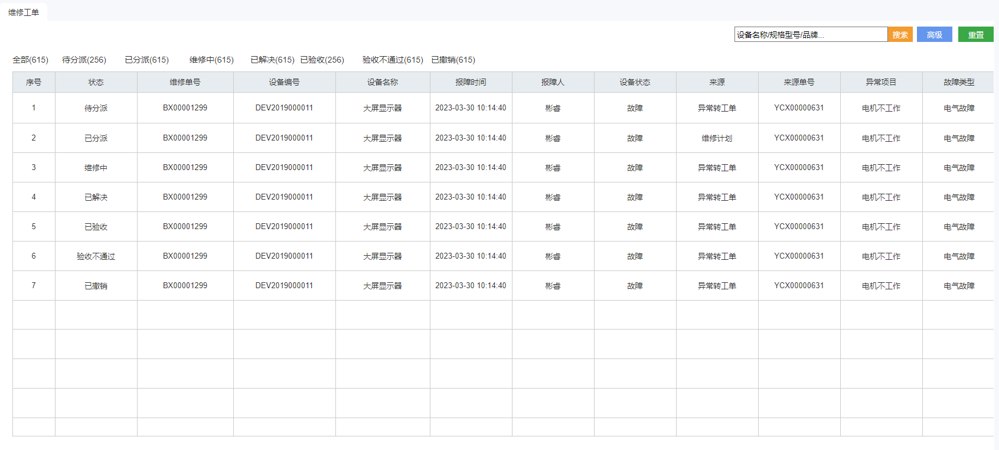 维修工单
设备名称/规格型号/品牌... 搜索 高级 重置
全部(615) 待分派(256) 已分派(615) 维修中(615) 已解决(615) 已验收(256) 验收不通过(615) 已撤销(615)
序号 状态 维修单号 设备编号 设备名称 报障时间 报障人 设备状态 来源 来源单号 异常项目 故障类型
1 待分派 BX00001299 DEV2019000011 大屏显示器 2023-03-30 10:14:40 彬睿 故障 异常转工单 YCX00000631 电机不工作 电气故障
2 已分派 BX00001299 DEV2019000011 大屏显示器 2023-03-30 10:14:40 彬睿 故障 维修计划 YCX00000631 电机不工作 电气故障
3 维修中 BX00001299 DEV2019000011 大屏显示器 2023-03-30 10:14:40 彬睿 故障 异常转工单 YCX00000631 电机不工作 电气故障
4 已解决 BX00001299 DEV2019000011 大屏显示器 2023-03-30 10:14:40 彬睿 故障 异常转工单 YCX00000631 电机不工作 电气故障
5 已验收 BX00001299 DEV2019000011 大屏显示器 2023-03-30 10:14:40 彬睿 故障 异常转工单 YCX00000631 电机不工作 电气故障
6 验收不通过 BX00001299 DEV2019000011 大屏显示器 2023-03-30 10:14:40 彬睿 故障 异常转工单 YCX00000631 电机不工作 电气故障
7 已撤销 BX00001299 DEV2019000011 大屏显示器 2023-03-30 10:14:40 彬睿 故障 异常转工单 YCX00000631 电机不工作 电气故障